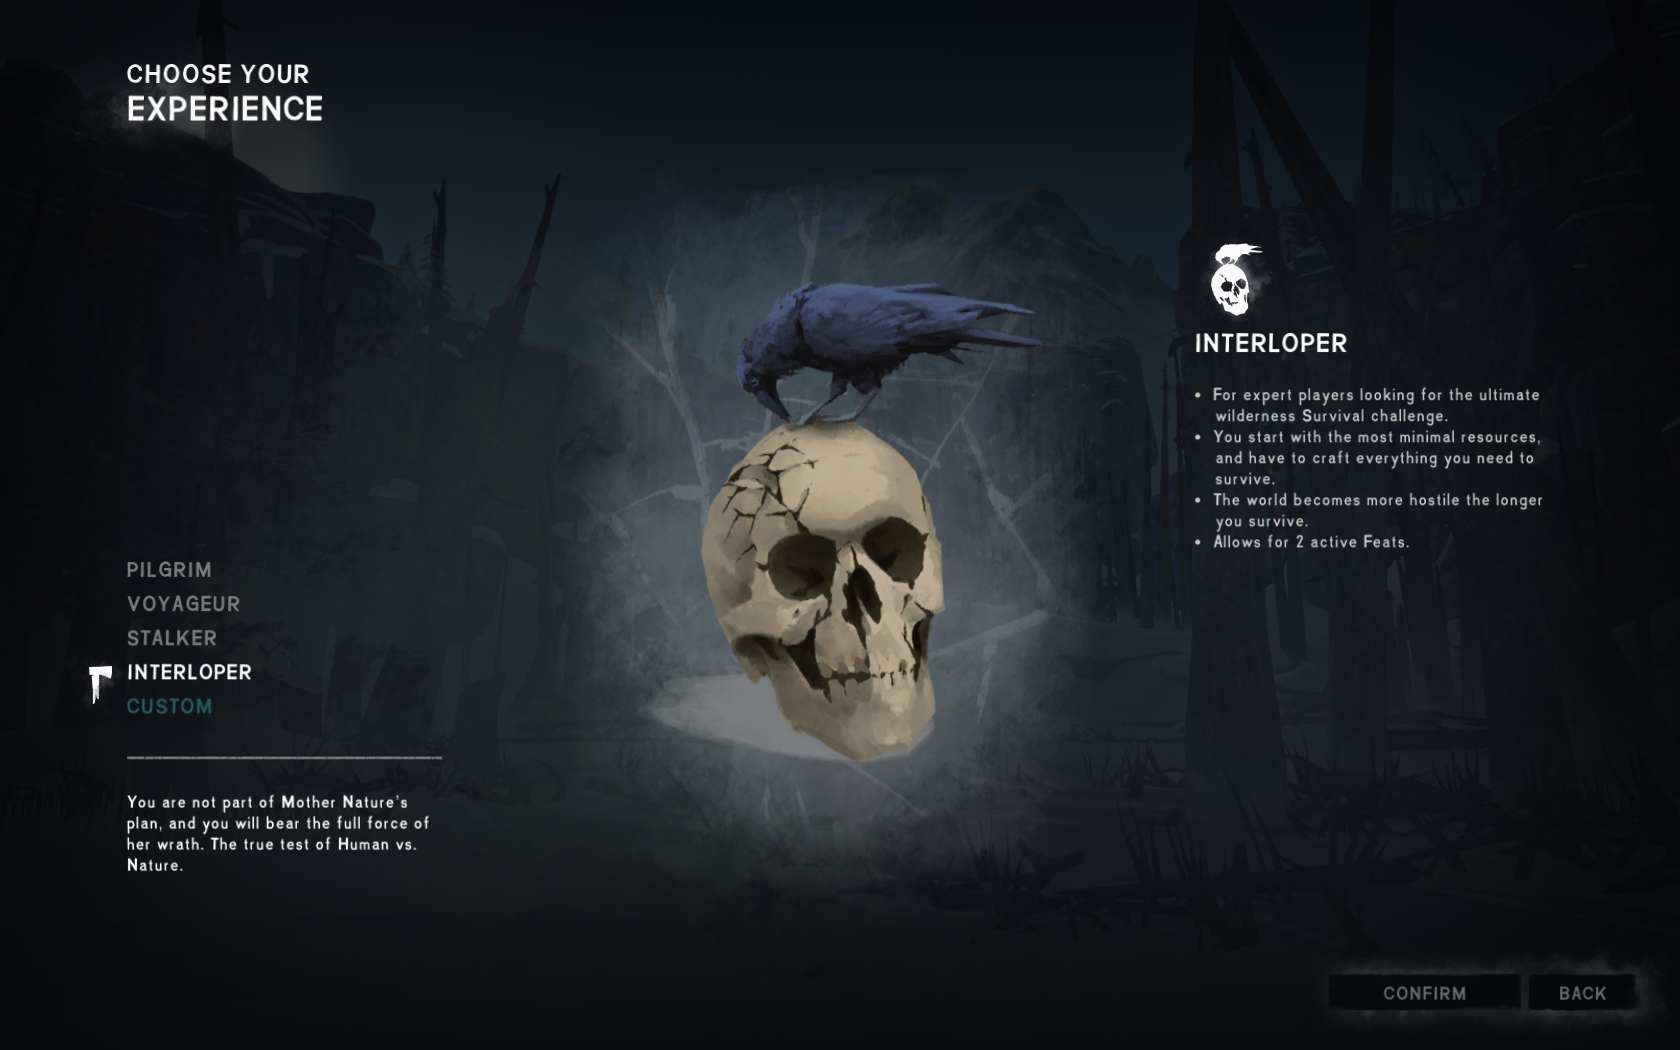 CHOOSE YOUR
EXPERIENCE
PILGRIM
VOYAGEUR
STALKER
INTERLOPER
CUSTOM
You are not part of Mother Nature's
plan, and you will bear the full force of
her wrath. The true test of Human vs.
Nature.
INTERLOPER
• For expert players looking for the ultimate
wilderness Survival challenge.
• You start with the most minimal resources,
and have to craft everything you need to
survive.
• The world becomes more hostile the longer
you survive.
• Allows for 2 active Feats.
CONFIRM
BACK